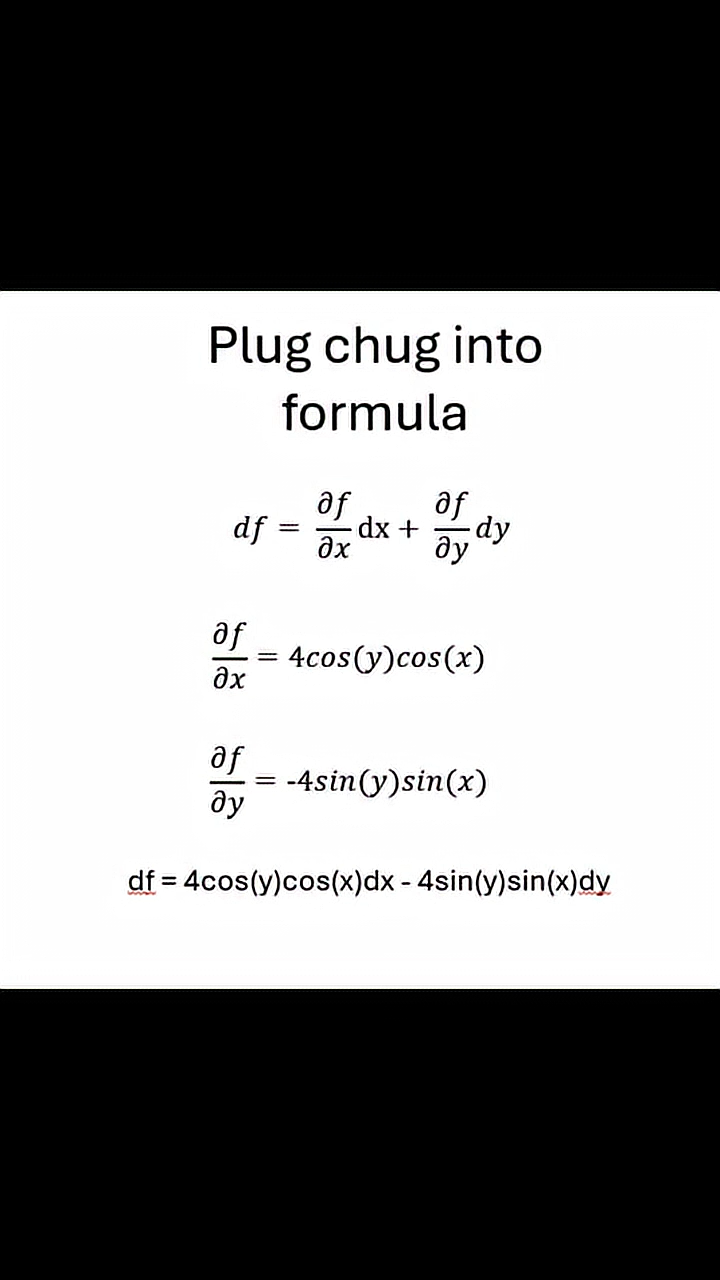 Plug chug into
formula
df = ∂f/∂x dx + ∂f/∂y dy
∂f/∂x = 4cos(y)cos(x)
∂f/∂y = -4sin(y)sin(x)
df = 4cos(y)cos(x)dx - 4sin(y)sin(x)dy